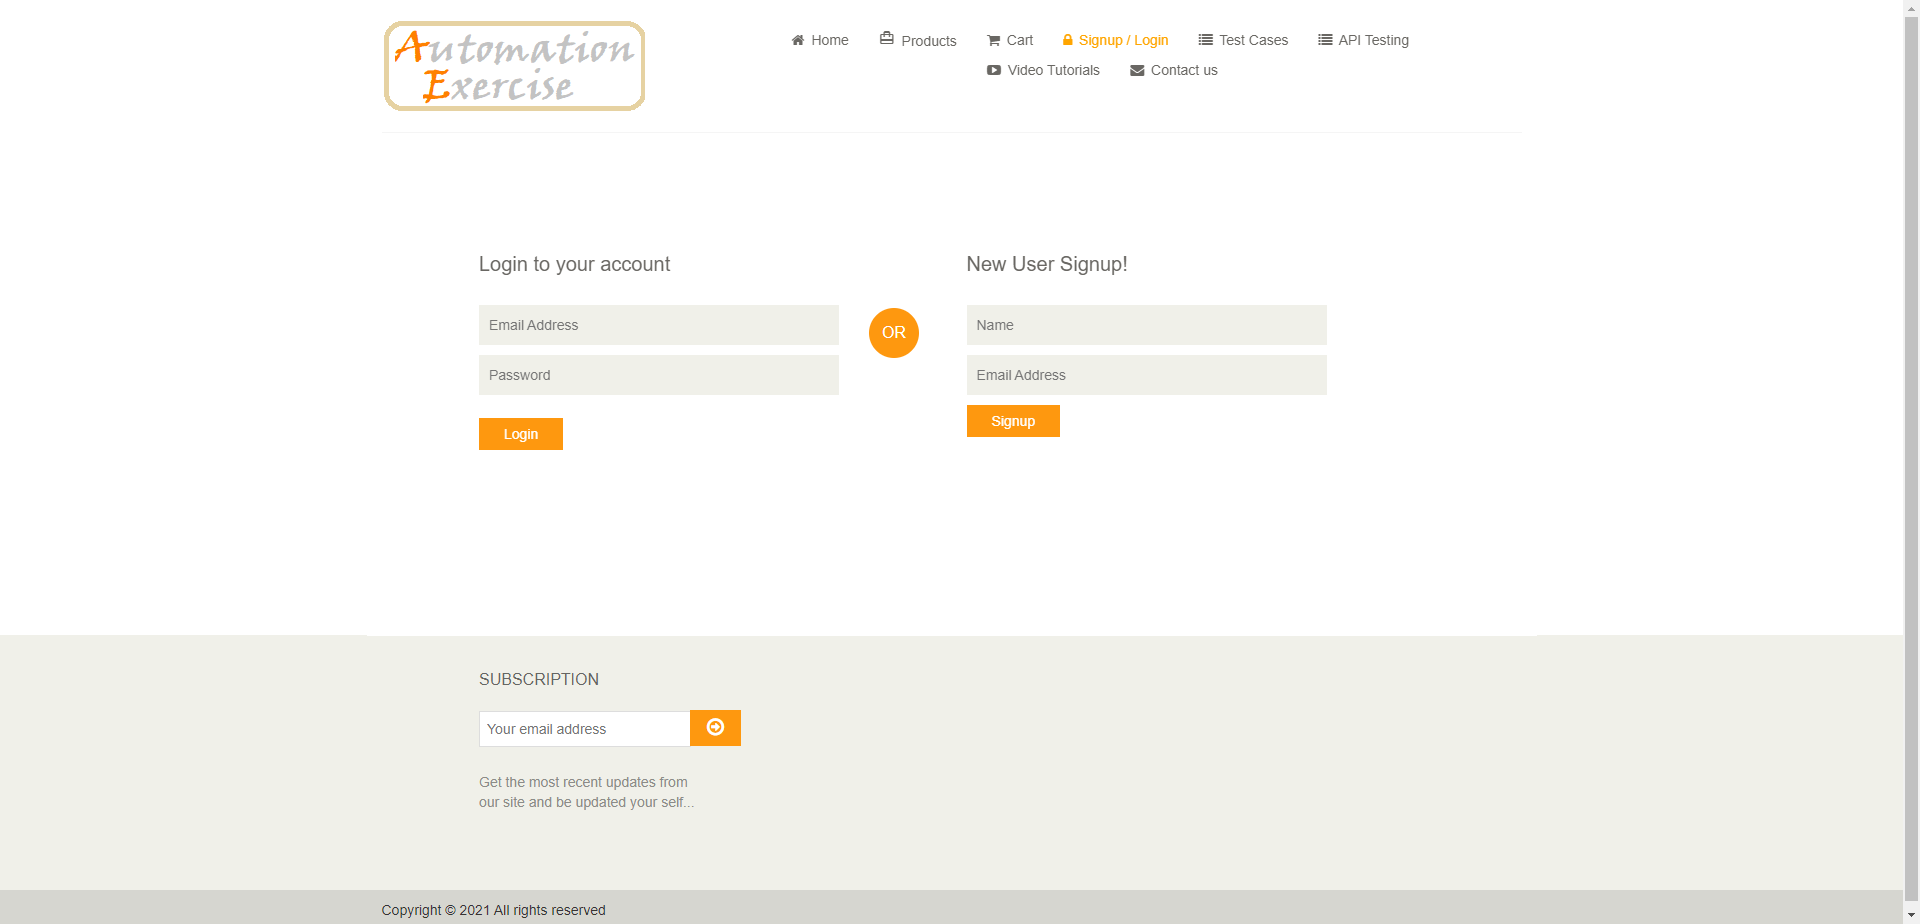 Automation
Exercise
Home Products Cart Signup / Login Test Cases API Testing
Video Tutorials Contact us
Login to your account
Email Address
Password
Login
OR
New User Signup!
Name
Email Address
Signup
SUBSCRIPTION
Your email address
Get the most recent updates from
our site and be updated your self...
Copyright © 2021 All rights reserved